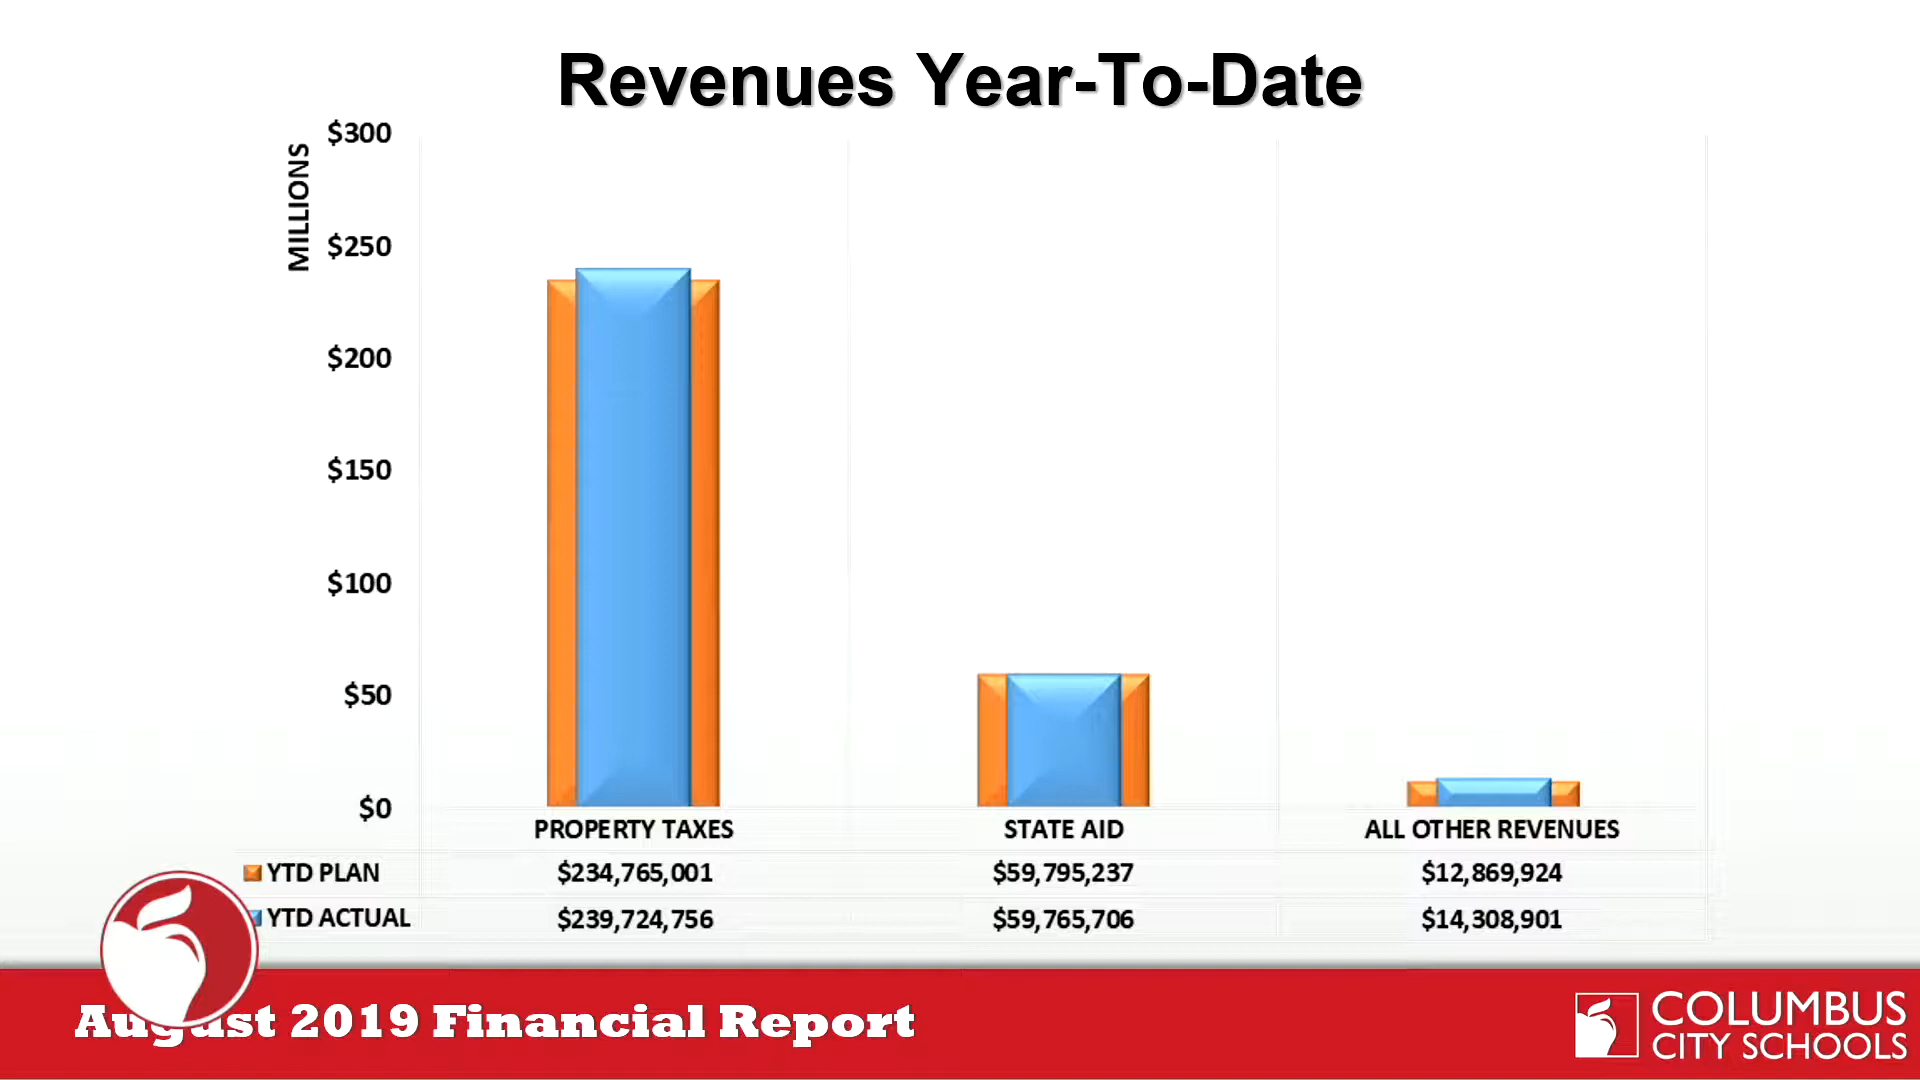 Revenues Year-To-Date
MILLIONS
$300
$250
$200
$150
$100
$50
$0
PROPERTY TAXES STATE AID ALL OTHER REVENUES
YTD PLAN $234,765,001 $59,795,237 $12,869,924
YTD ACTUAL $239,724,756 $59,765,706 $14,308,901
August 2019 Financial Report
COLUMBUS
CITY SCHOOLS